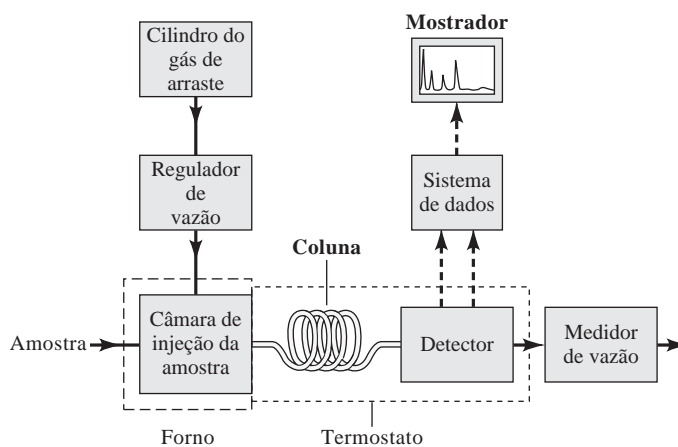 Cilindro do
gás de
arraste
Mostrador
Regulador
de
vazão
Sistema
de dados
Coluna
Amostra
Câmara de
injeção da
amostra
Detector
Medidor
de vazão
Forno
Termostato